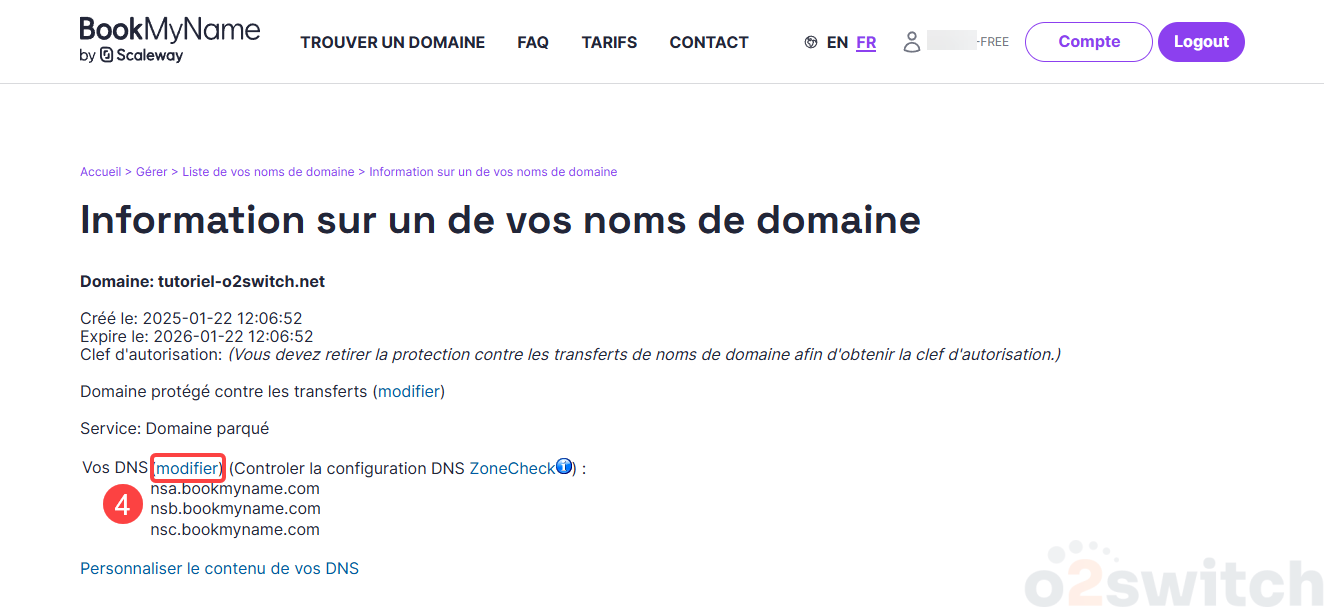 BookMyName
by Scaleway
TROUVER UN DOMAINE FAQ TARIFS CONTACT EN FR -FREE Compte Logout
Accueil > Gérer > Liste de vos noms de domaine > Information sur un de vos noms de domaine
Information sur un de vos noms de domaine
Domaine: tutoriel-o2switch.net
Créé le: 2025-01-22 12:06:52
Expire le: 2026-01-22 12:06:52
Clef d'autorisation: (Vous devez retirer la protection contre les transferts de noms de domaine afin d'obtenir la clef d'autorisation.)
Domaine protégé contre les transferts (modifier)
Service: Domaine parqué
Vos DNS (modifier) (Controler la configuration DNS ZoneCheck i) :
4
nsa.bookmyname.com
nsb.bookmyname.com
nsc.bookmyname.com
Personnaliser le contenu de vos DNS
o2switch